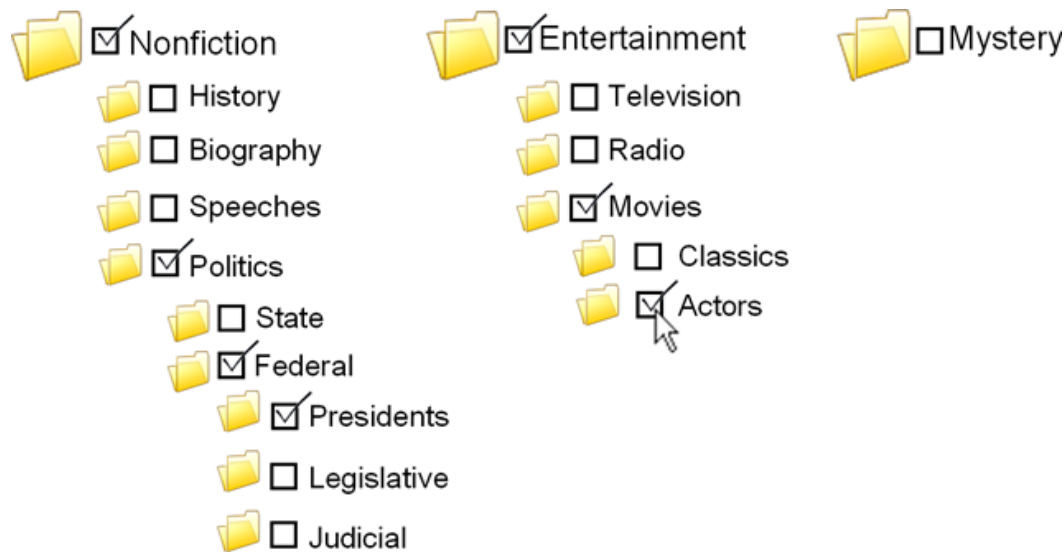 Nonfiction
History
Biography
Speeches
Politics
State
Federal
Presidents
Legislative
Judicial
Entertainment
Television
Radio
Movies
Classics
Actors
Mystery